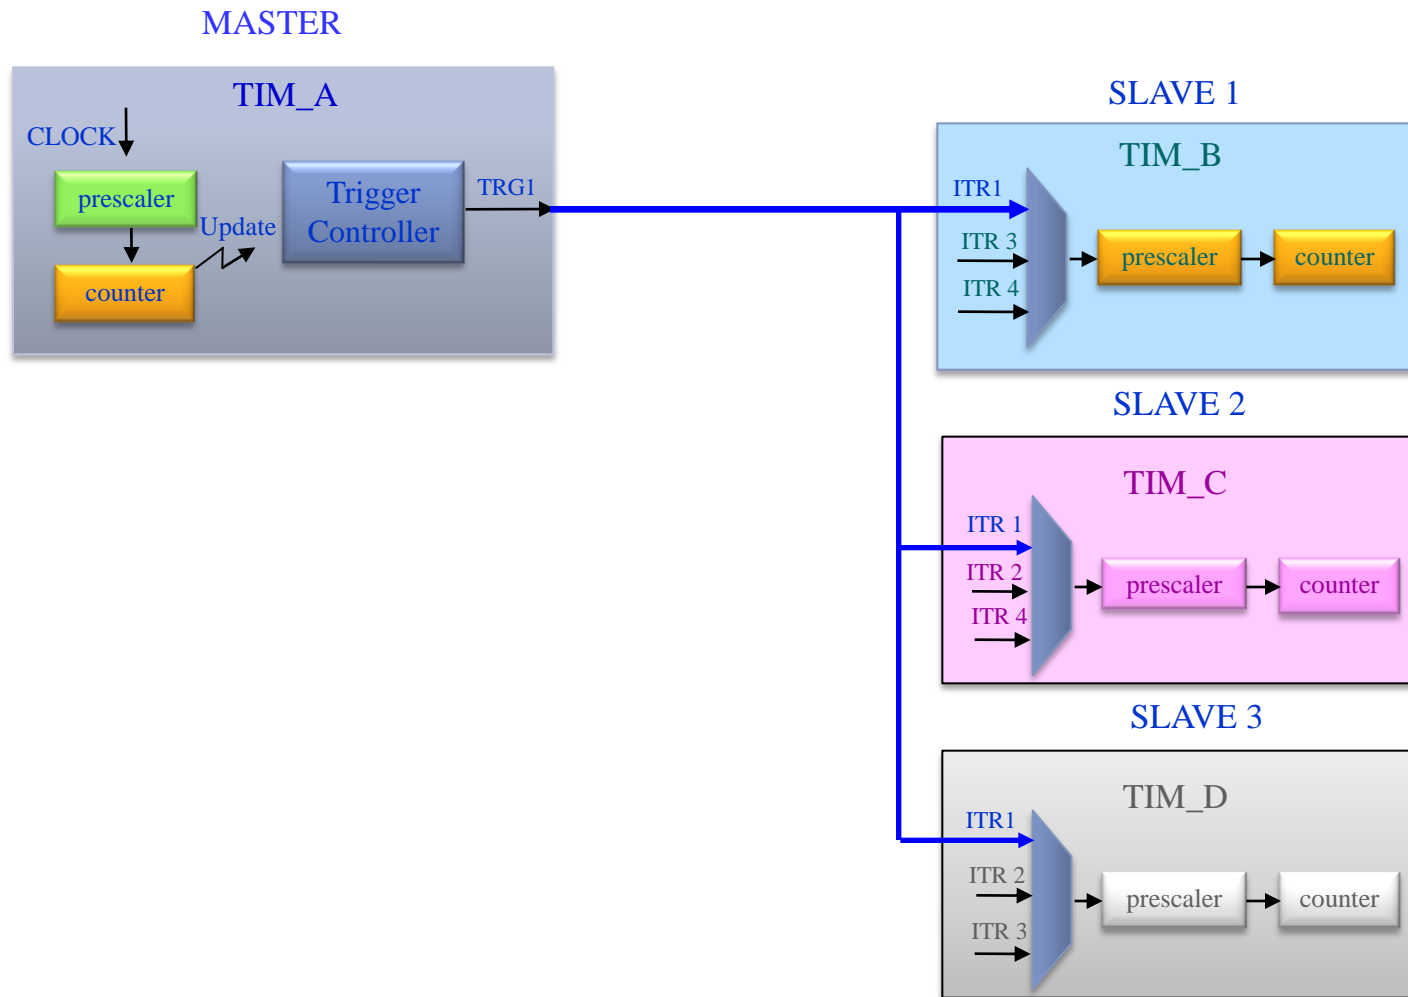 MASTER
TIM_A
CLOCK
prescaler
Update
counter
Trigger
Controller
TRG1
SLAVE 1
TIM_B
ITR1
ITR 3
ITR 4
prescaler
counter
SLAVE 2
TIM_C
ITR 1
ITR 2
ITR 4
prescaler
counter
SLAVE 3
TIM_D
ITR1
ITR 2
ITR 3
prescaler
counter